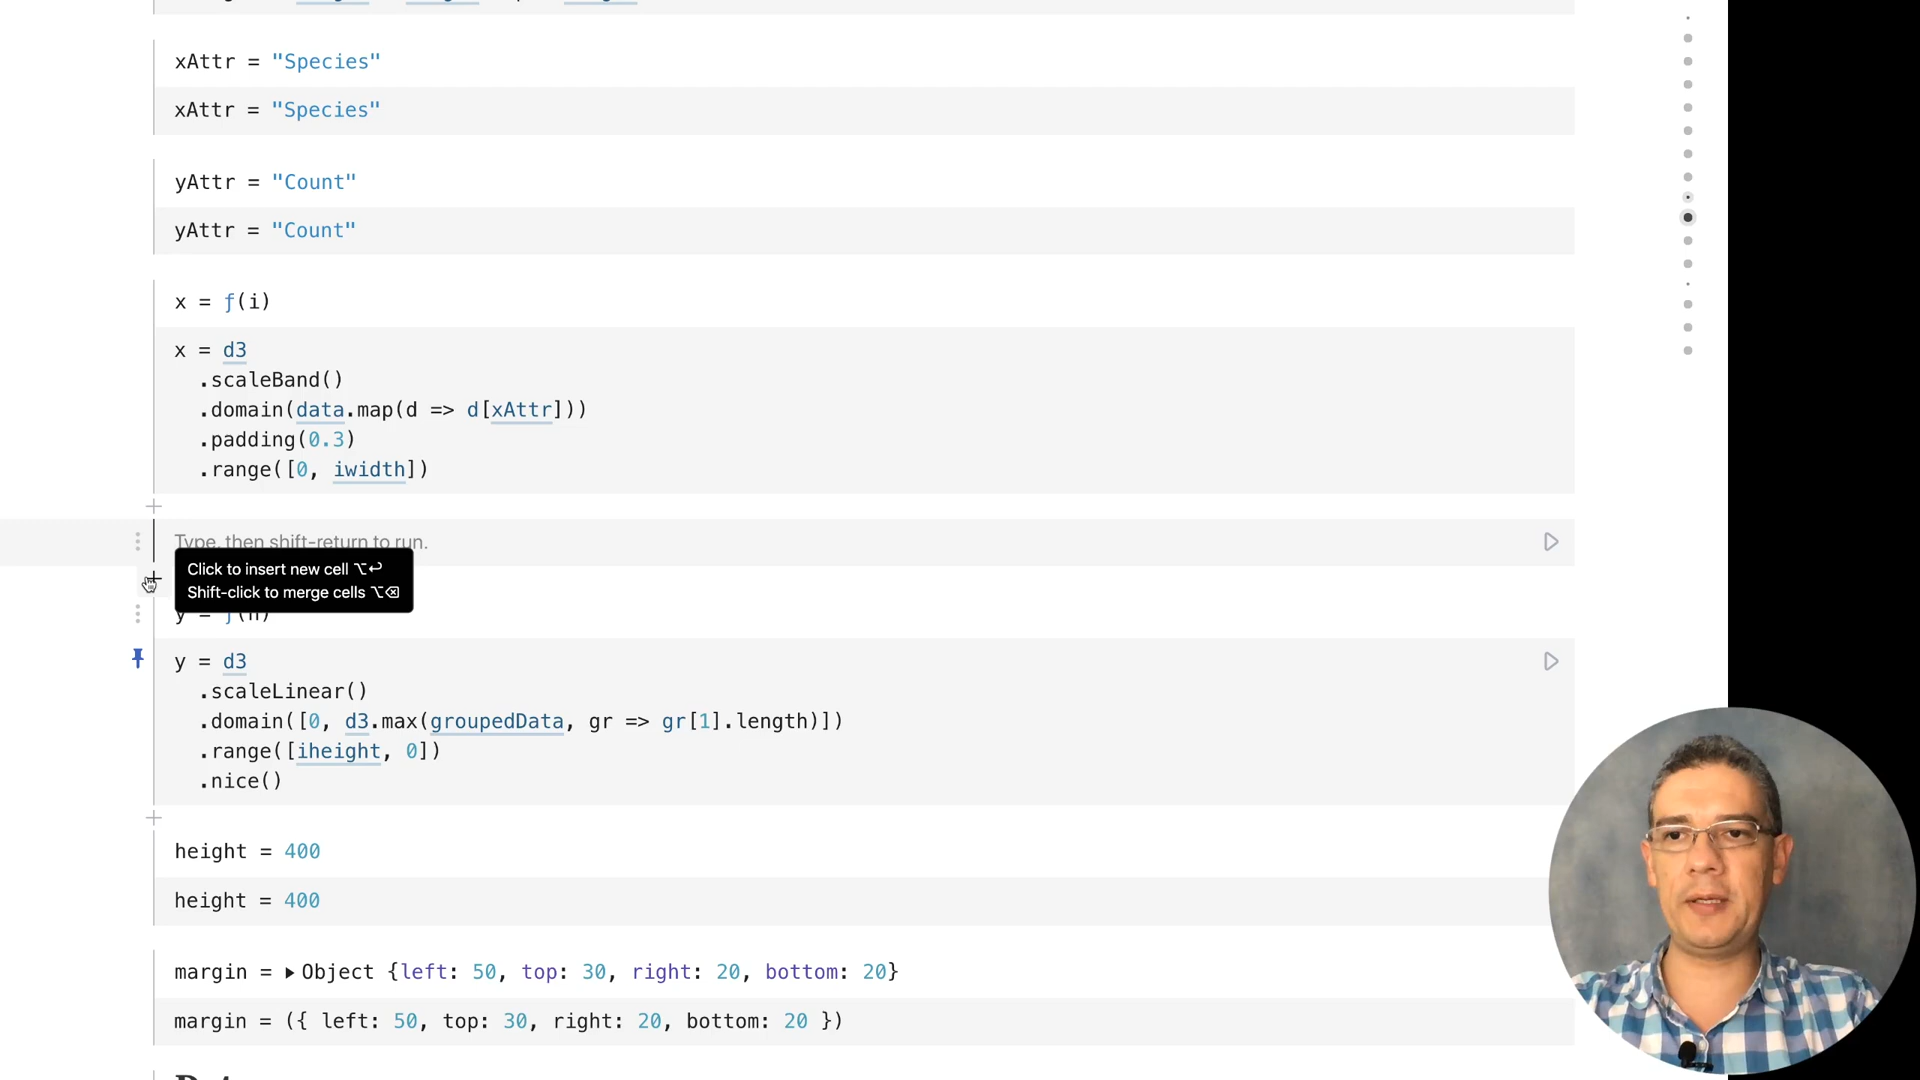 xAttr = "Species"
xAttr = "Species"
yAttr = "Count"
yAttr = "Count"
x = ƒ(i)
x = d3
.scaleBand()
.domain(data.map(d => d[xAttr]))
.padding(0.3)
.range([0, iwidth])
Type, then shift-return to run.
Click to insert new cell ⌥↩
Shift-click to merge cells ⌥⌫
y = ƒ(n)
y = d3
.scaleLinear()
.domain([0, d3.max(groupedData, gr => gr[1].length)])
.range([iheight, 0])
.nice()
height = 400
height = 400
margin = ▸Object {left: 50, top: 30, right: 20, bottom: 20}
margin = ({ left: 50, top: 30, right: 20, bottom: 20 })